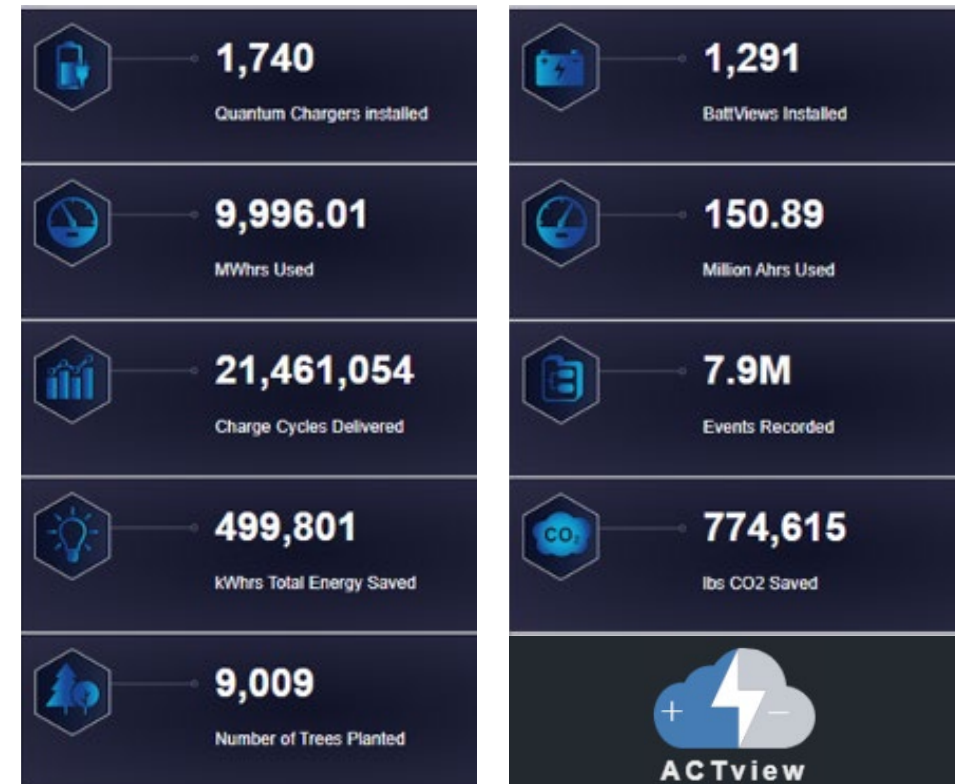 1,740
Quantum Chargers installed
9,996.01
MWhrs Used
21,461,054
Charge Cycles Delivered
499,801
kWhrs Total Energy Saved
9,009
Number of Trees Planted
1,291
BattViews Installed
150.89
Million Ahrs Used
7.9M
Events Recorded
CO2
774,615
lbs CO2 Saved
ACTview